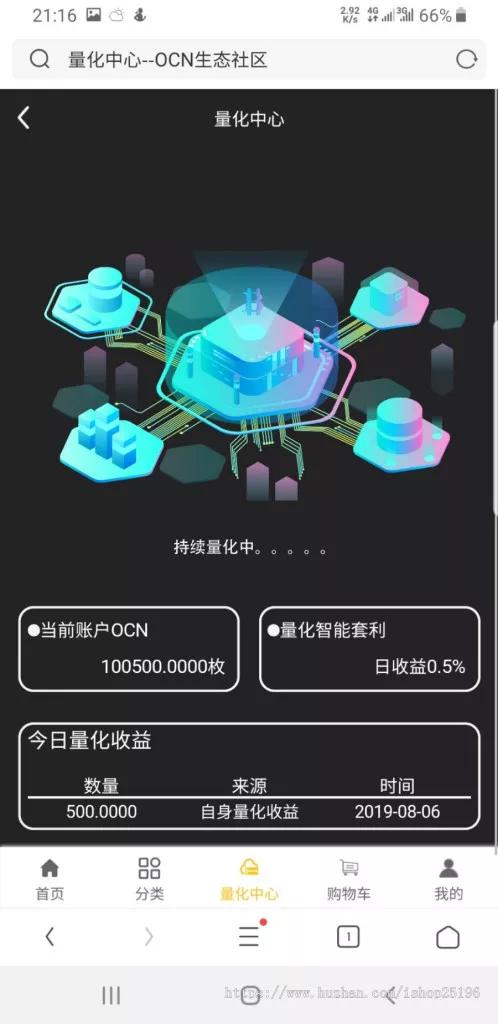 21:16
2.92 K/s 4G 3G 66%
量化中心--OCN生态社区
量化中心
持续量化中。。。。。
当前账户OCN
100500.0000枚
量化智能套利
日收益0.5%
今日量化收益
数量 来源 时间
500.0000 自身量化收益 2019-08-06
首页 分类 量化中心 购物车 我的
1
https://www.huzhan.com/ishop25196